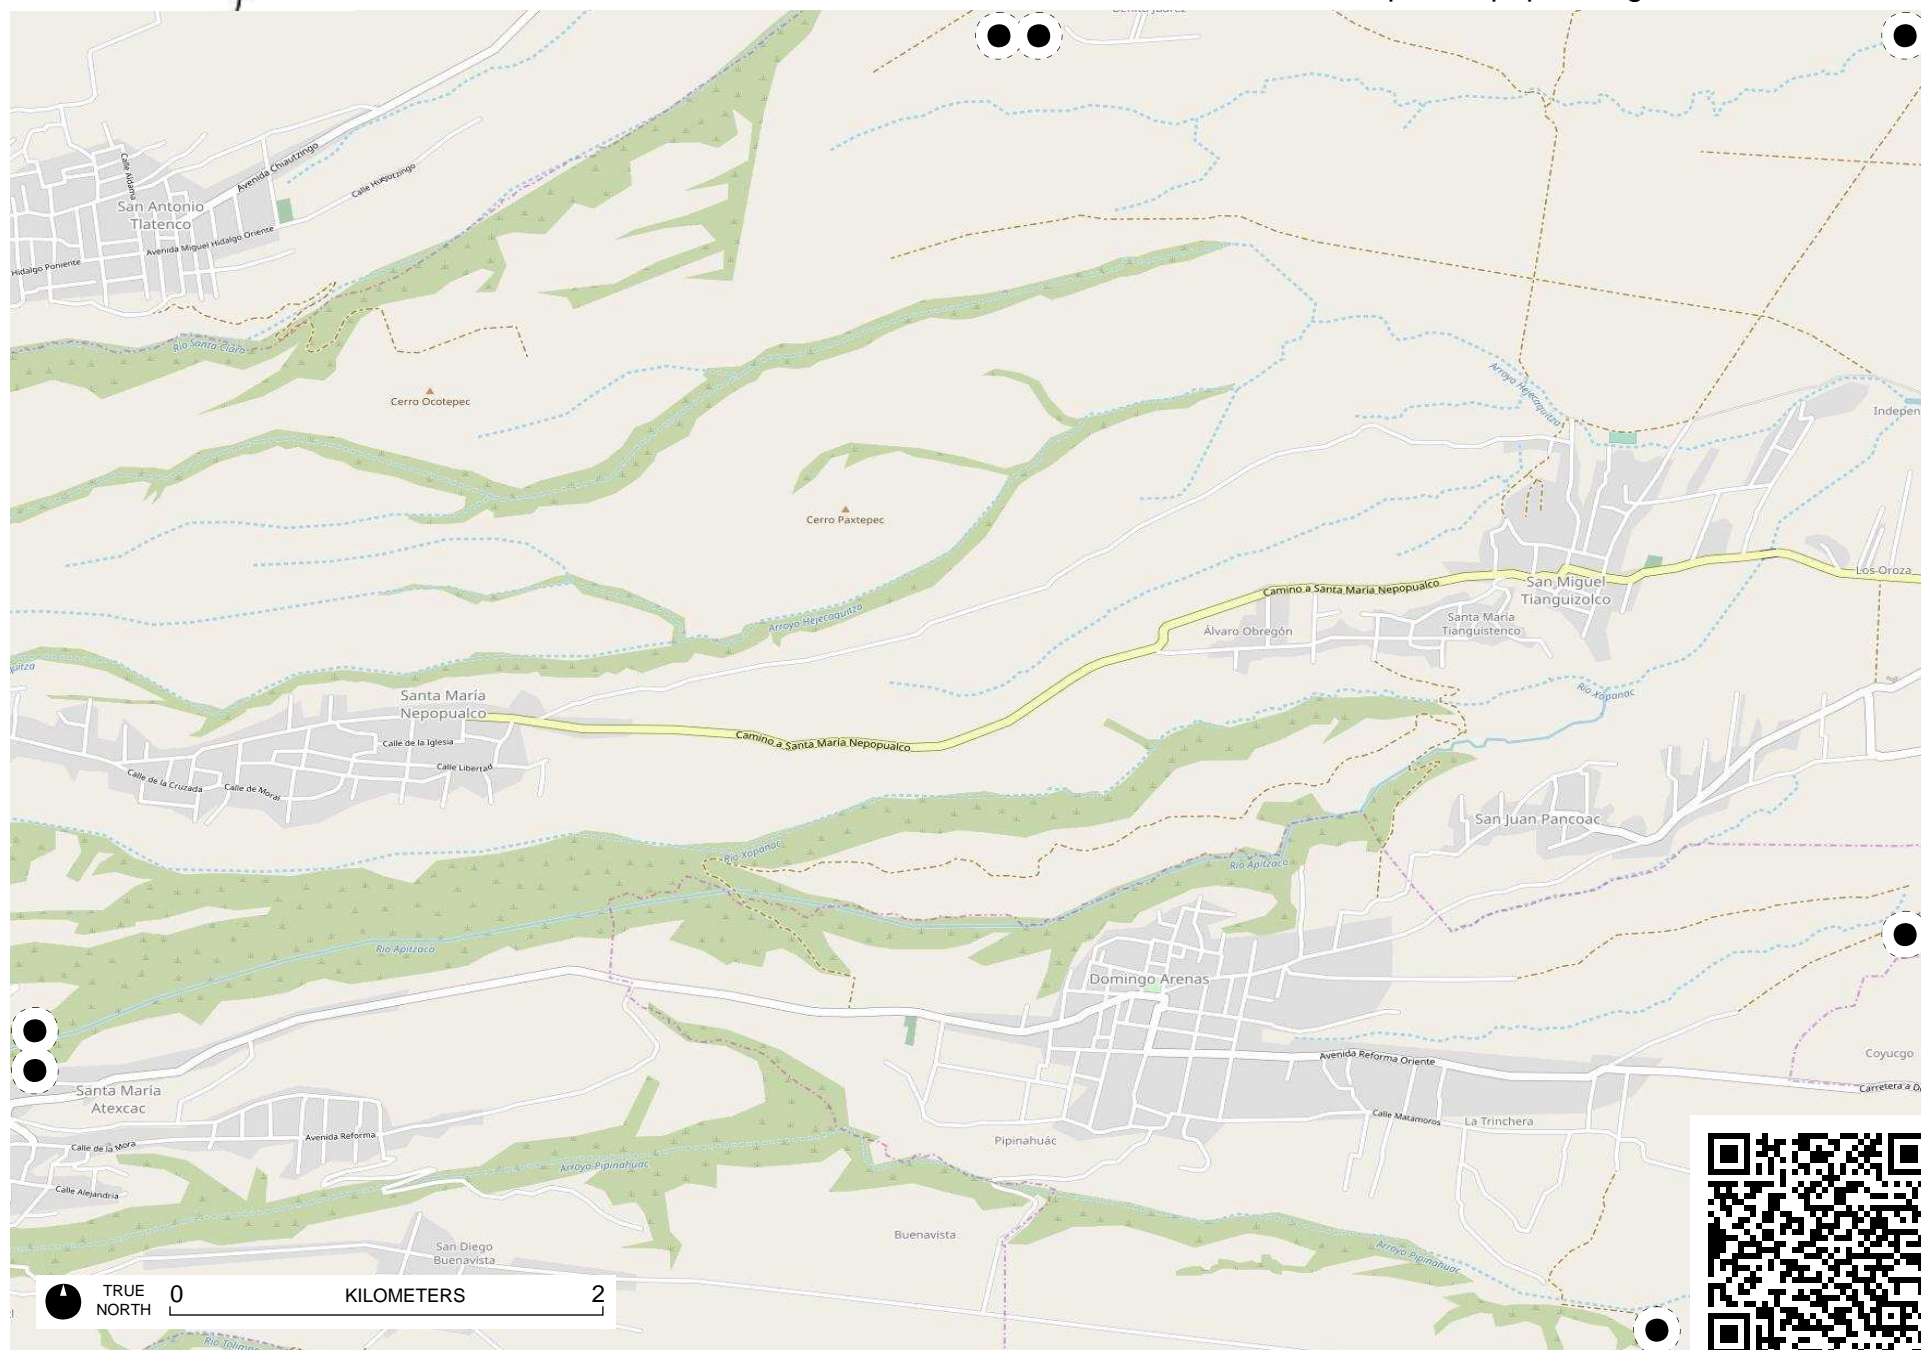 San Antonio
Tlatenco
Calle Aldama
Avenida Chiautzingo
Calle Huejotzingo
Avenida Miguel Hidalgo Oriente
Hidalgo Poniente
Río Santa Clara
Cerro Ocotepec
Cerro Paxtepec
Arroyo Hejecaquitza
Indepen
Arroyo Hejecaquitza
Camino a Santa María Nepopualco
San Miguel
Tianguizolco
Los Oroza
Santa María
Tianguistenco
Álvaro Obregón
Santa María
Nepopualco
Río Xopanac
Camino a Santa María Nepopualco
Calle de la Iglesia
Calle Libertad
Calle de la Cruzada
Calle de Moral
San Juan Pancoac
Río Xopanac
Río Apitzaco
Río Apitzaco
Domingo Arenas
Avenida Reforma Oriente
Coyucgo
Carretera a D
Santa María
Atexcac
Calle Matamoros
La Trinchera
Avenida Reforma
Calle de la Mora
Pipinahuác
Arroyo Pipinahuac
Calle Alejandria
Buenavista
San Diego
Buenavista
Arroyo Pipinahuac
TRUE
NORTH
0 KILOMETERS 2